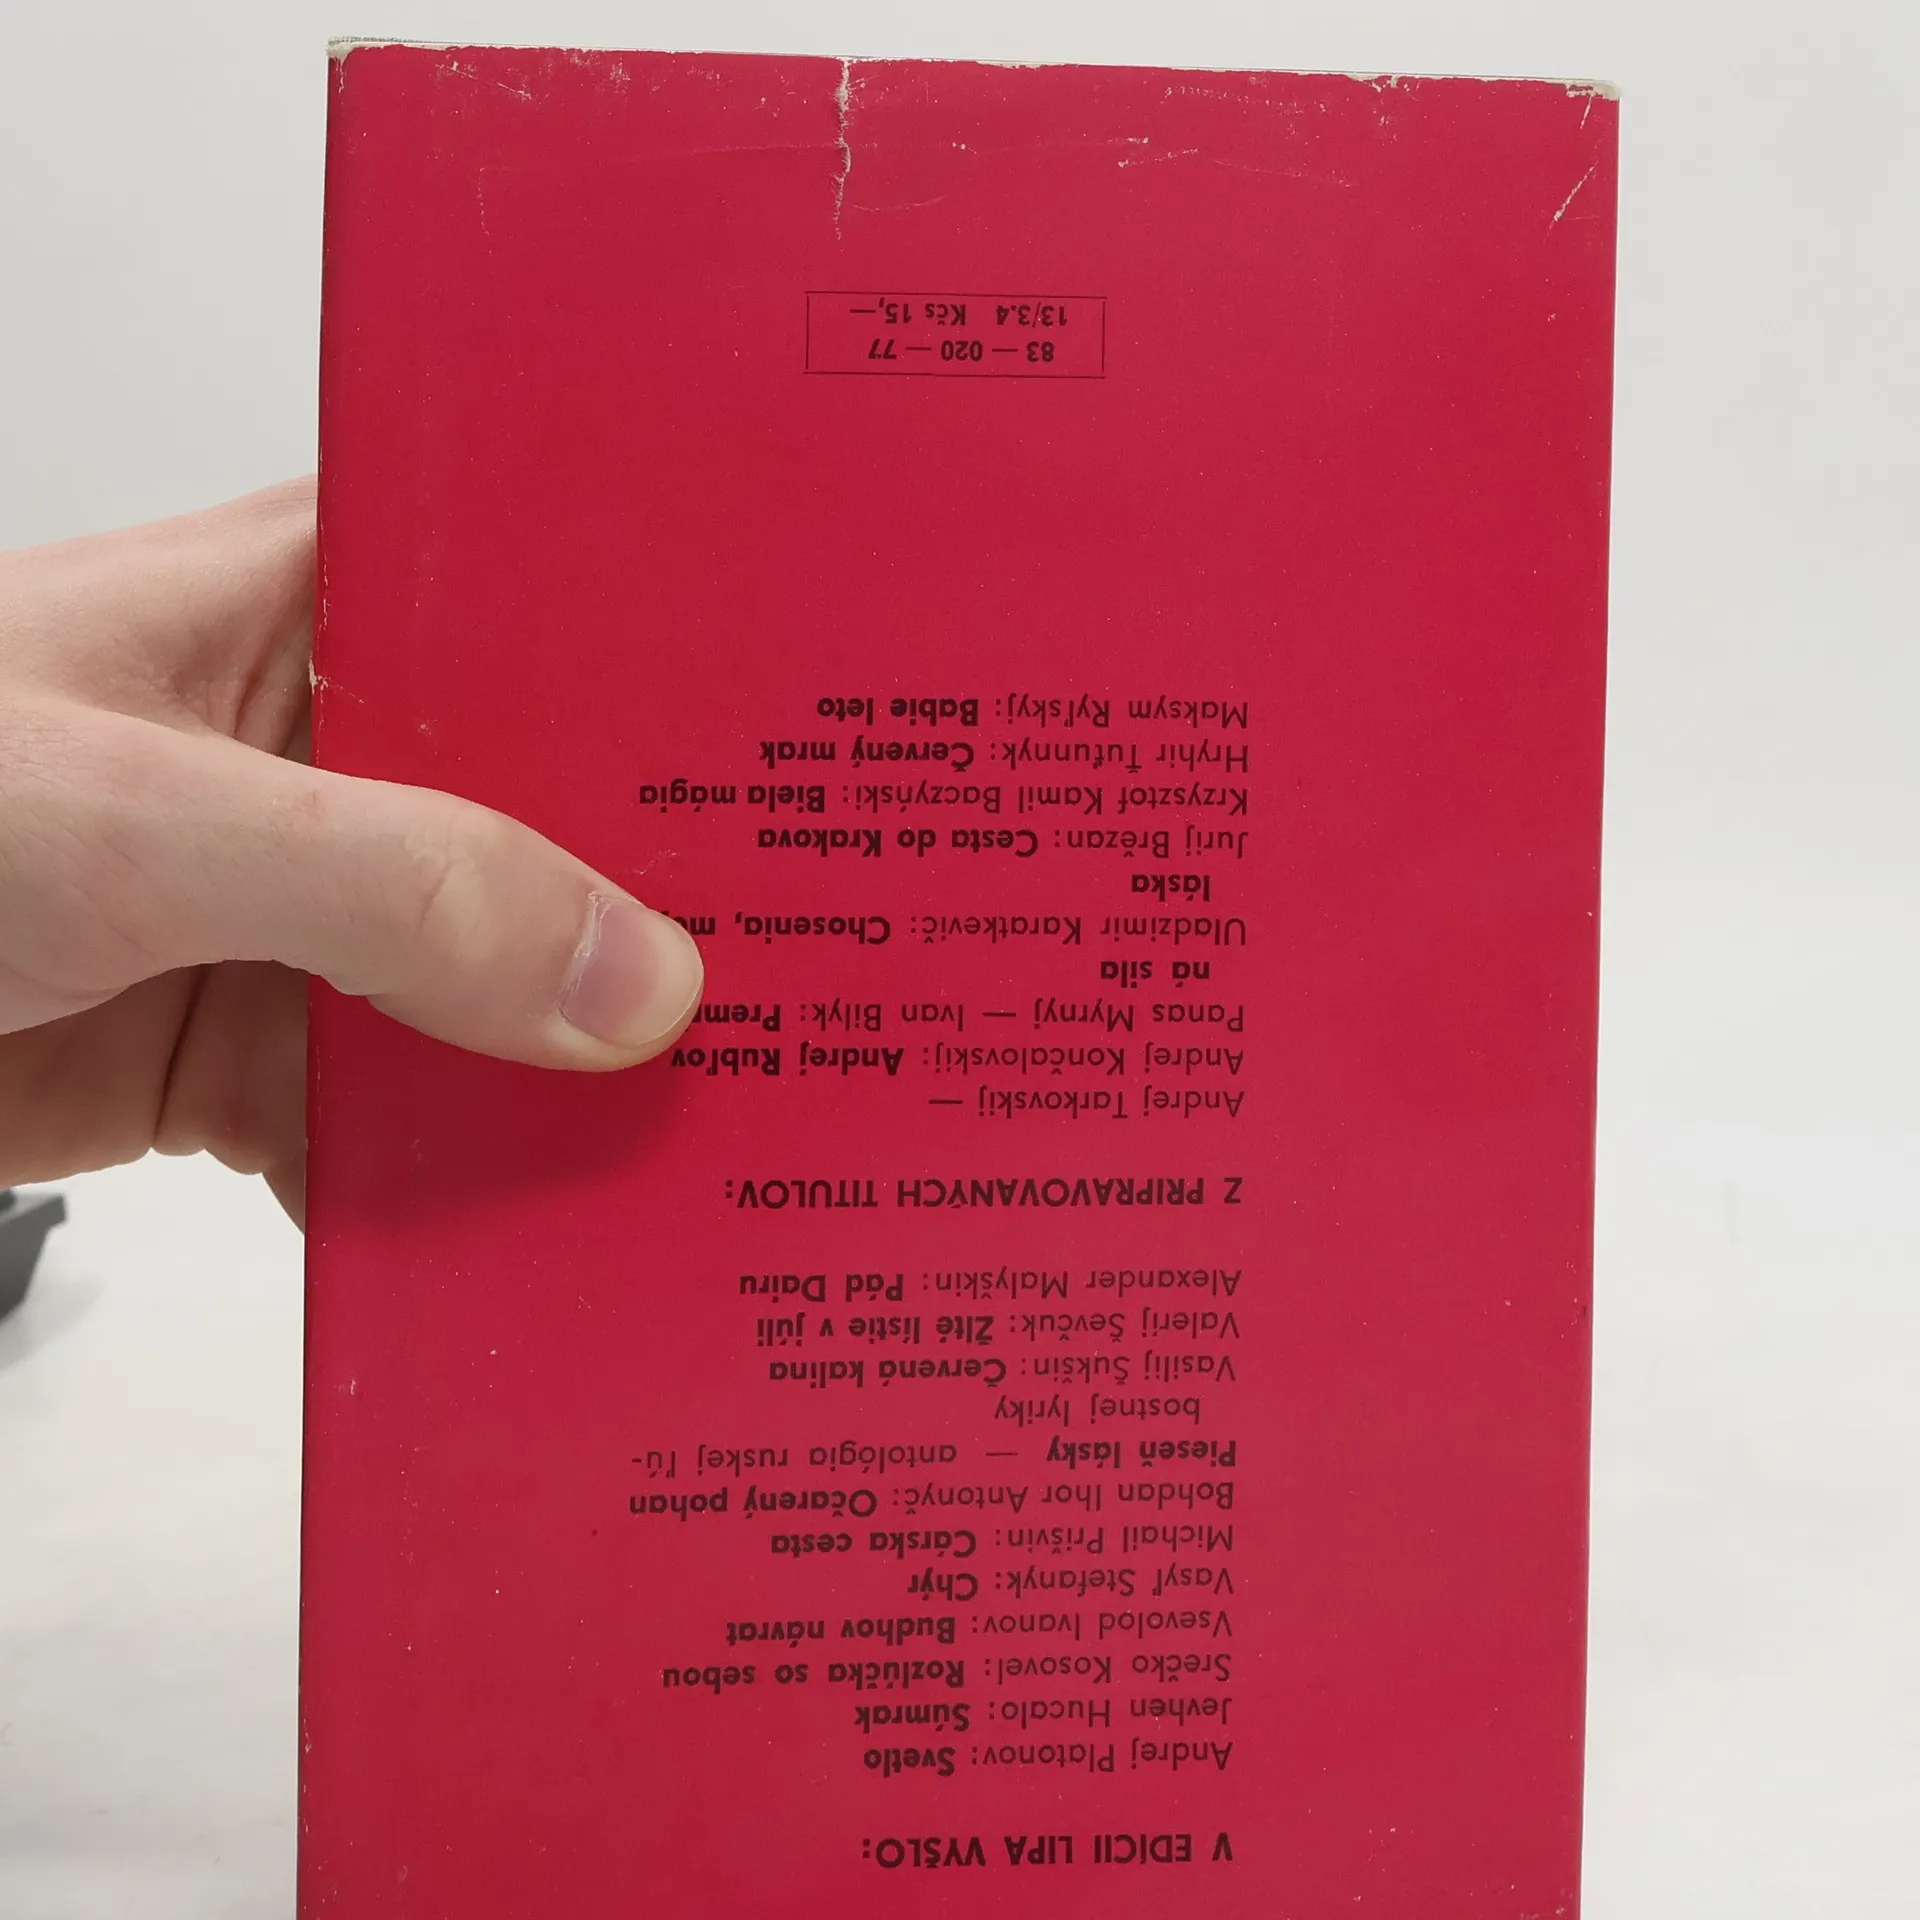 V EDICII LIPA VYŠLO:
Andrej Platonov: Svetlo
Jevhen Hucalo: Súmrak
Srečko Kosovel: Rozlúčka so sebou
Vsevolod Ivanov: Budhov návrat
Vasyľ Stefanyk: Chýr
Michail Prišvin: Cárska cesta
Bohdan Ihor Antonyč: Očarený pohan
Pieseň lásky — antológia ruskej ľú-
bostnej lyriky
Vasilij Šukšin: Červená kalina
Valerij Ševčuk: Žlté lístie v júli
Alexander Malyškin: Pád Dairu
Z PRIPRAVOVANÝCH TITULOV:
Andrej Tarkovskij —
Andrej Končalovskij: Andrej Rubľov
Panas Myrnyj — Ivan Bilyk:
ná sila
Uladzimir Karatkevič: Chosenia,
láska
Jurij Brězan: Cesta do Krakova
Krzysztof Kamil Baczyński: Biela mágia
Hryhir Ťuťunnyk: Červený mrak
Maksym Ryľskyj: Babie leto
83 — 020 — 77
13/3.4 Kčs 15,—